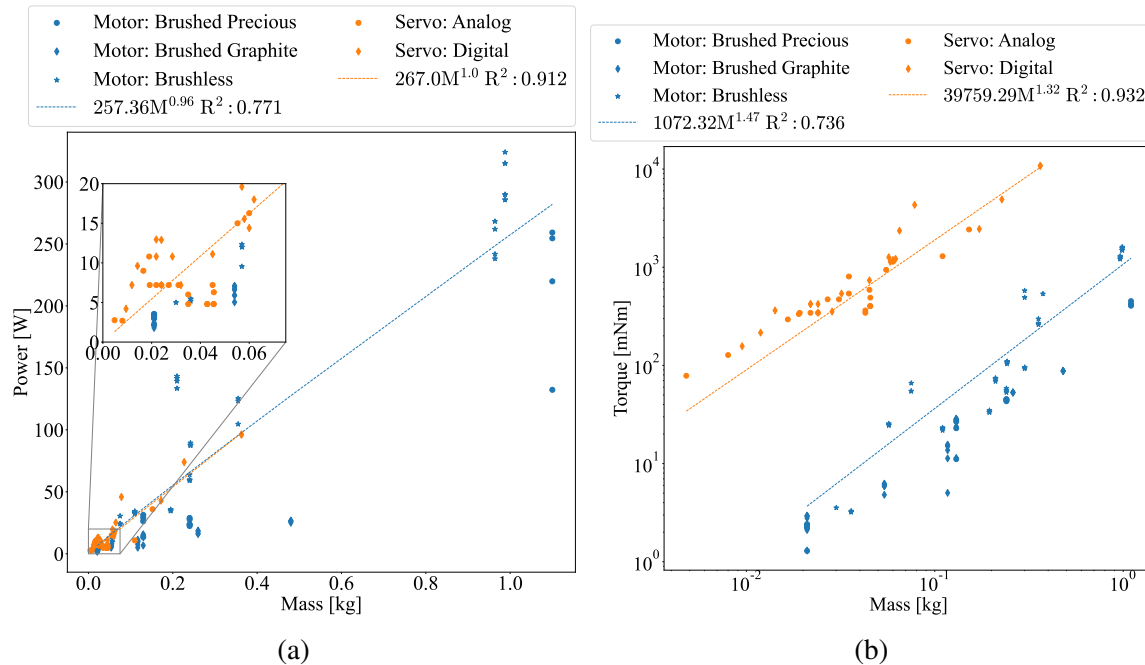 Motor: Brushed Precious
Motor: Brushed Graphite
Motor: Brushless
257.36M^0.96 R^2 : 0.771
Servo: Analog
Servo: Digital
267.0M^1.0 R^2 : 0.912
Power [W]
300
250
200
150
100
50
0
20
15
10
5
0
0.00
0.02
0.04
0.06
0.0
0.2
0.4
0.6
0.8
1.0
Mass [kg]
(a)
Motor: Brushed Precious
Motor: Brushed Graphite
Motor: Brushless
1072.32M^1.47 R^2 : 0.736
Servo: Analog
Servo: Digital
39759.29M^1.32 R^2 : 0.932
Torque [mNm]
10^4
10^3
10^2
10^1
10^0
10^-2
10^-1
10^0
Mass [kg]
(b)